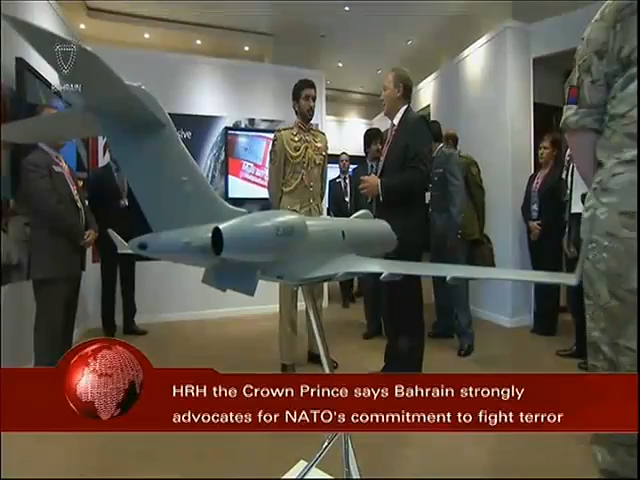 BAHRAIN
HRH the Crown Prince says Bahrain strongly
advocates for NATO's commitment to fight terror